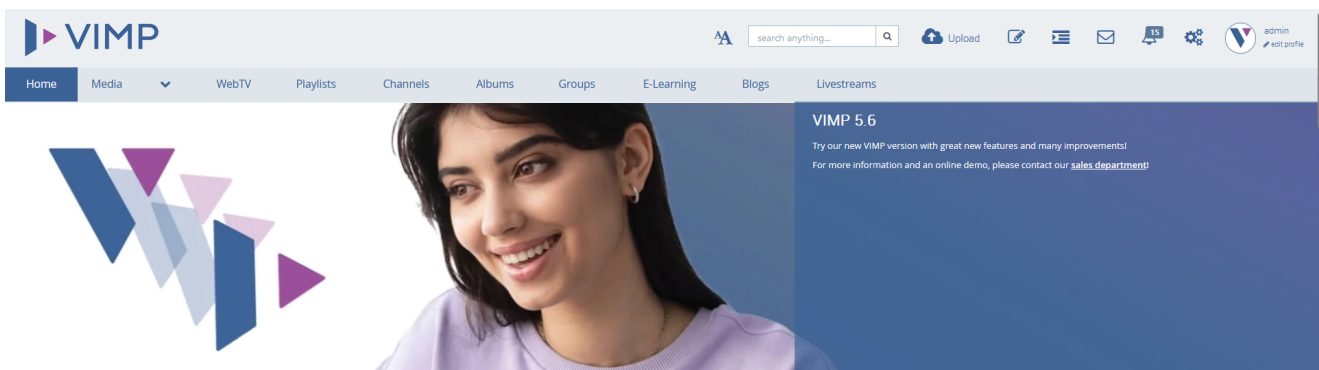 VIMP
AA
search anything...
Upload
15
admin
edit profile
Home Media WebTV Playlists Channels Albums Groups E-Learning Blogs Livestreams
VIMP 5.6
Try our new VIMP version with great new features and many improvements!
For more information and an online demo, please contact our sales department!